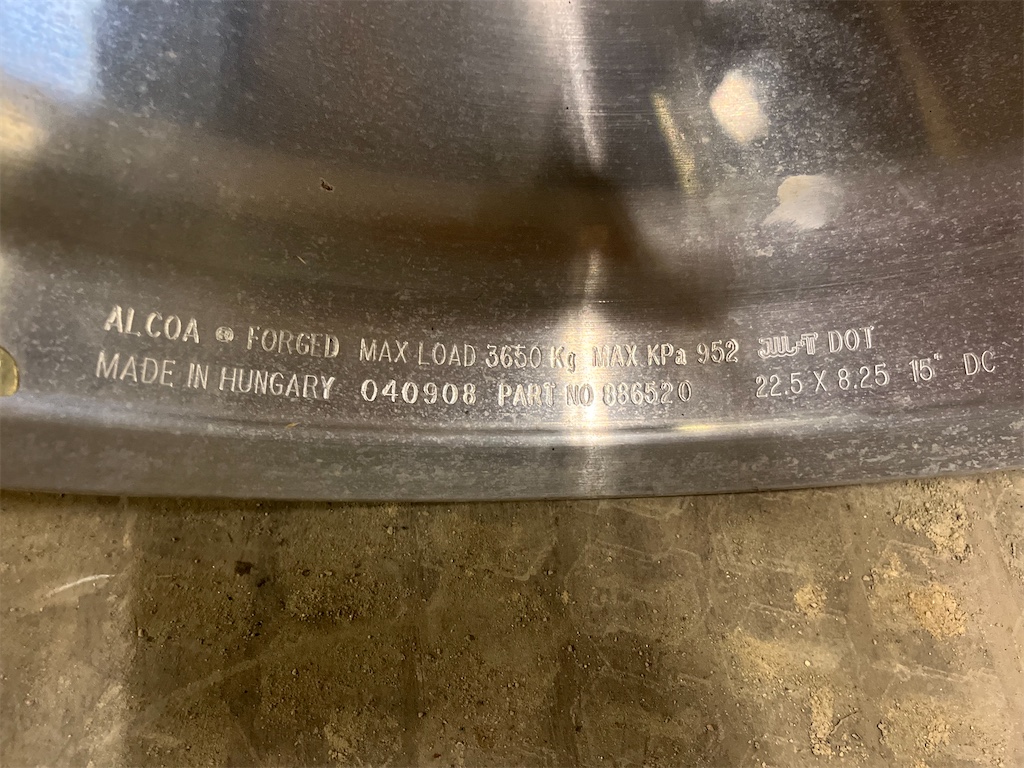 ALCOA ® FORGED MAX LOAD 3650 Kg MAX KPa 952 JWL-T DOT
MADE IN HUNGARY 040908 PART NO 886520 22.5 X 8.25 15° DC